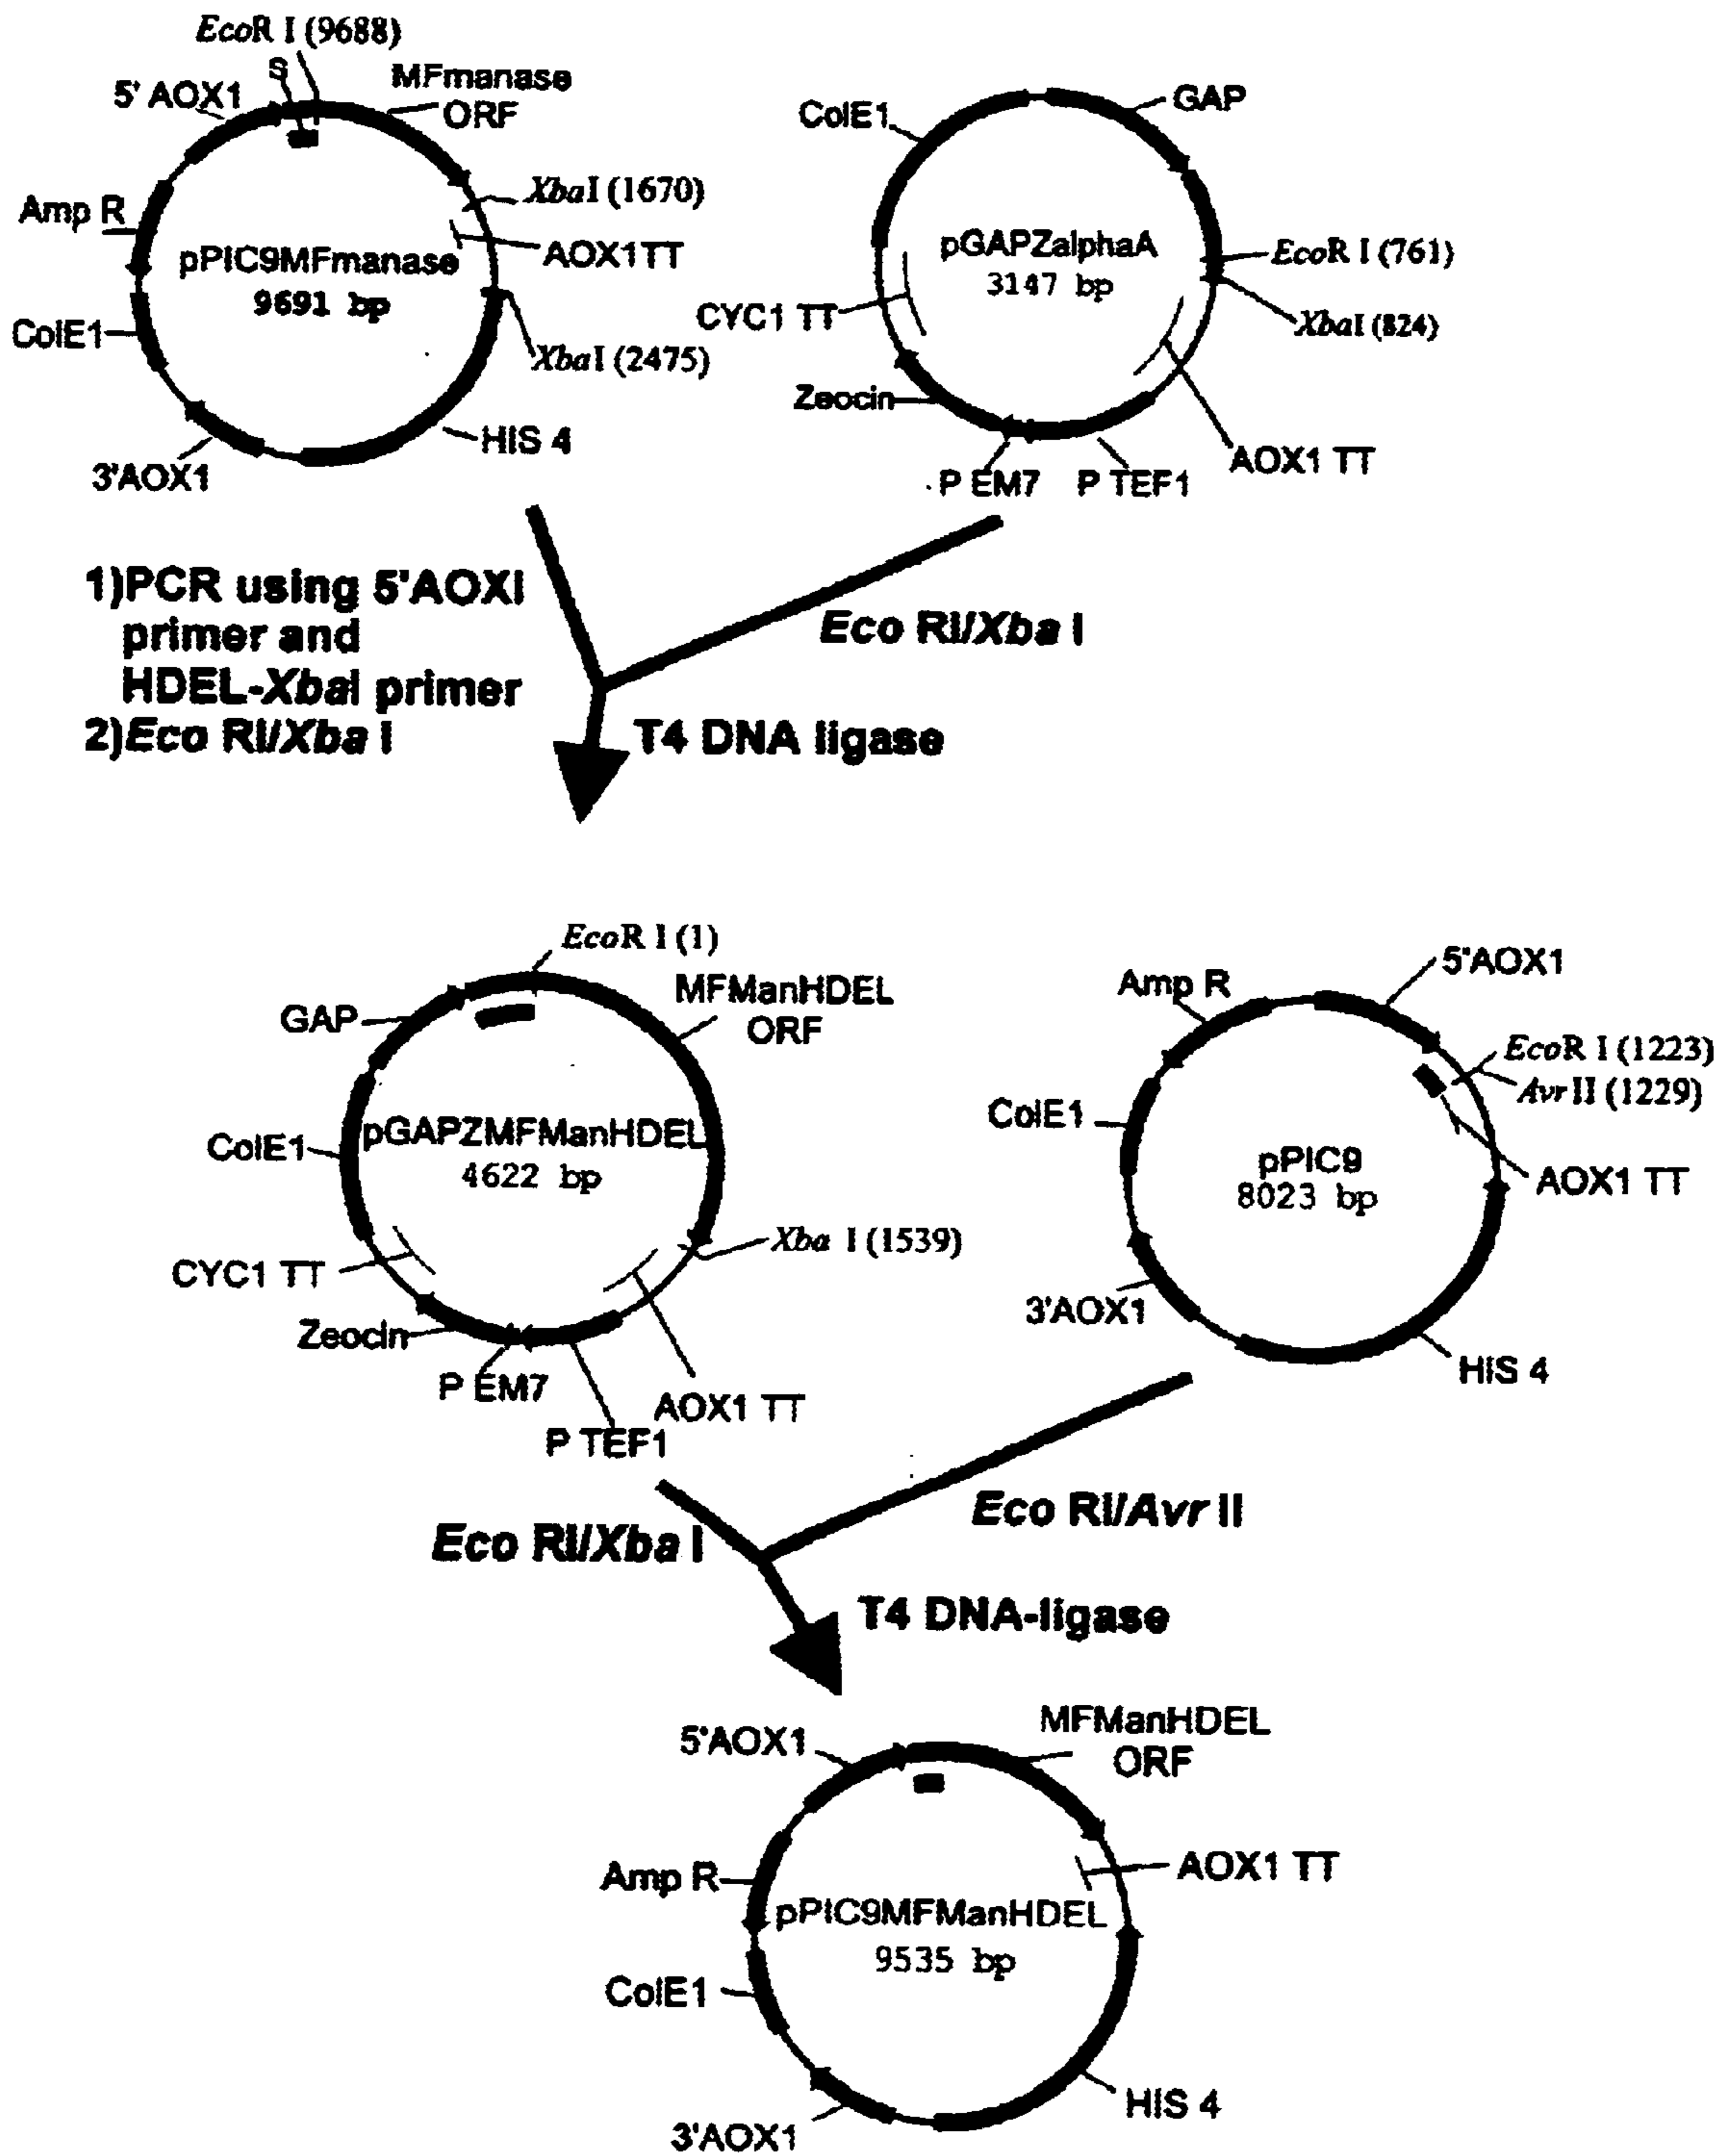 EcoR I (9688)
S
5' AOX1
MFmanase
ORF
XbaI (1670)
Amp R
AOX1TT
pPIC9MFmanase
9691 bp
ColE1
XbaI (2475)
HIS 4
3'AOX1
ColE1
GAP
pGAPZalphaA
3147 bp
EcoR I (761)
CYC1 TT
XbaI (824)
Zeocin
AOX1 TT
P EM7
P TEF1
1)PCR using 5'AOXI
primer and
HDEL-XbaI primer
2)Eco RI/Xba I
Eco RI/Xba I
T4 DNA ligase
EcoR I (1)
MFManHDEL
ORF
GAP
pGAPZMFManHDEL
4622 bp
ColE1
Xba I (1539)
CYC1 TT
Zeocin
P EM7
AOX1 TT
P TEF1
5'AOX1
Amp R
EcoR I (1223)
Avr II (1229)
ColE1
pPIC9
8023 bp
AOX1 TT
3'AOX1
HIS 4
Eco RI/Xba I
Eco RI/Avr II
T4 DNA-ligase
5'AOX1
MFManHDEL
ORF
Amp R
AOX1 TT
pPIC9MFManHDEL
9535 bp
ColE1
HIS 4
3'AOX1